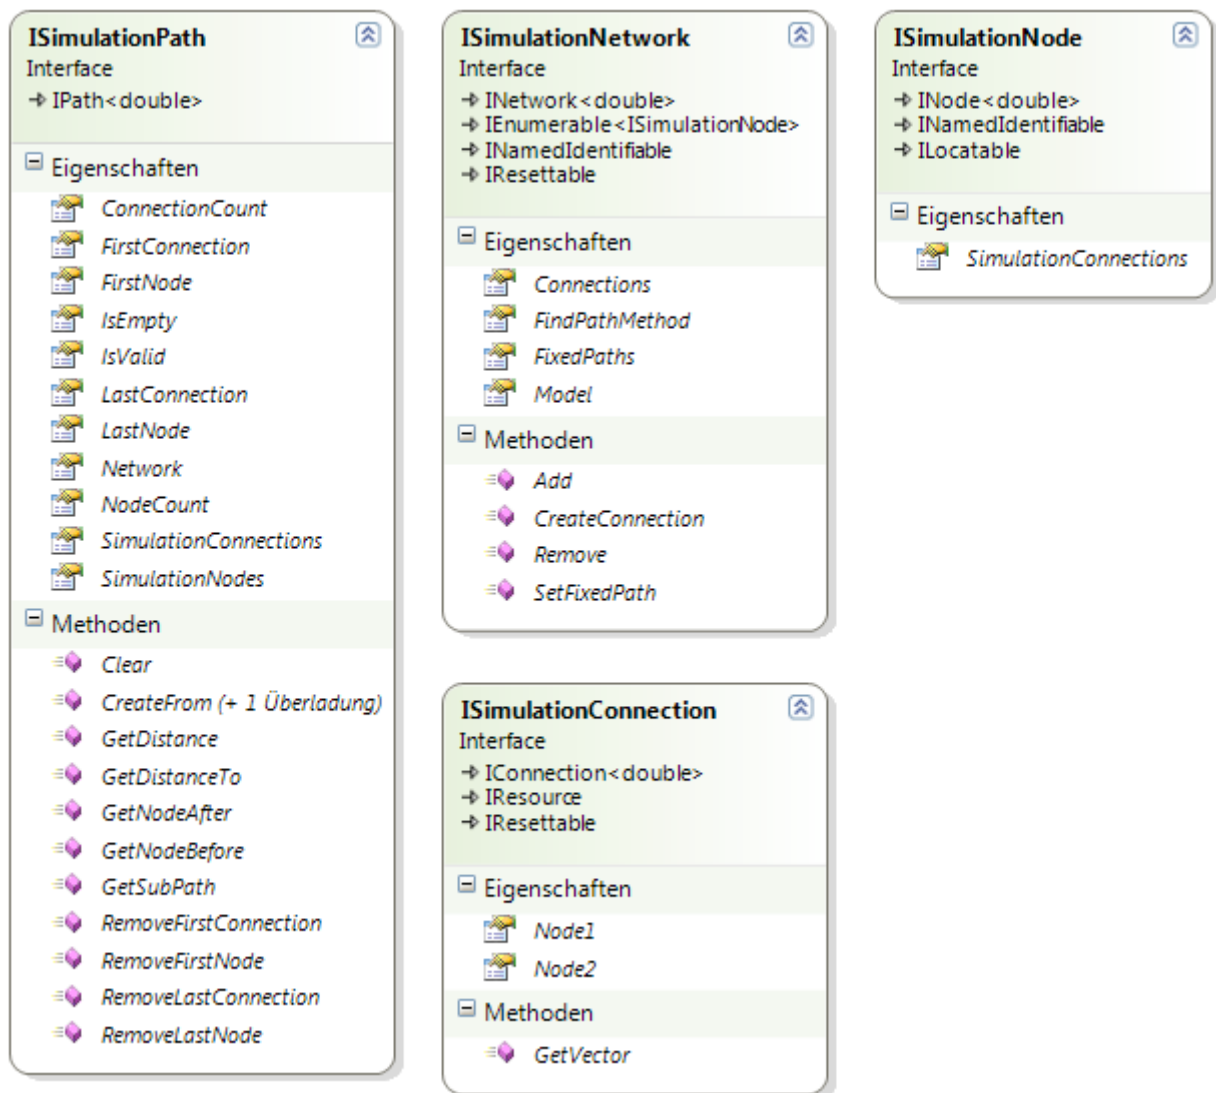 ISimulationPath
Interface
IPath<double>
Eigenschaften
ConnectionCount
FirstConnection
FirstNode
IsEmpty
IsValid
LastConnection
LastNode
Network
NodeCount
SimulationConnections
SimulationNodes
Methoden
Clear
CreateFrom (+ 1 Überladung)
GetDistance
GetDistanceTo
GetNodeAfter
GetNodeBefore
GetSubPath
RemoveFirstConnection
RemoveFirstNode
RemoveLastConnection
RemoveLastNode
ISimulationNetwork
Interface
INetwork<double>
IEnumerable<ISimulationNode>
INamedIdentifiable
IResettable
Eigenschaften
Connections
FindPathMethod
FixedPaths
Model
Methoden
Add
CreateConnection
Remove
SetFixedPath
ISimulationConnection
Interface
IConnection<double>
IResource
IResettable
Eigenschaften
Node1
Node2
Methoden
GetVector
ISimulationNode
Interface
INode<double>
INamedIdentifiable
ILocatable
Eigenschaften
SimulationConnections